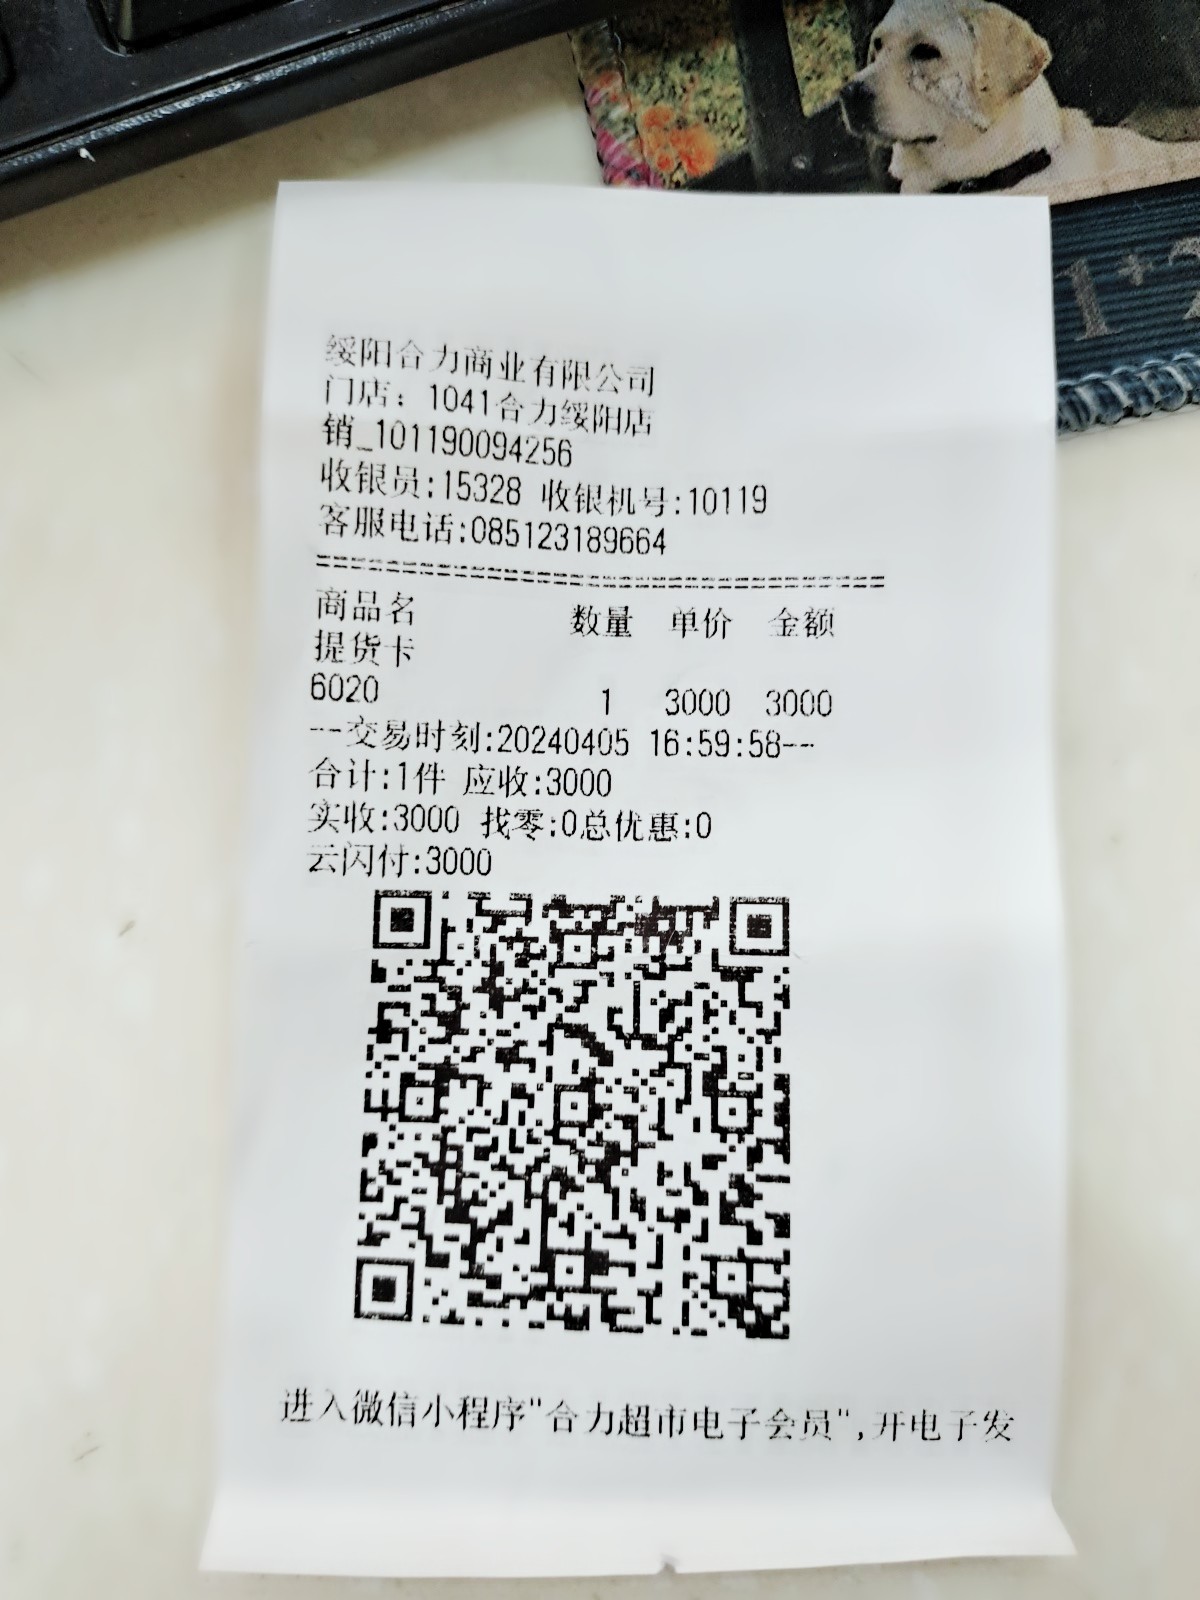 绥阳合力商业有限公司
门店：1041合力绥阳店
销_101190094256
收银员:15328 收银机号:10119
客服电话:085123189664
==================================
商品名 数量 单价 金额
提货卡
6020 1 3000 3000
--交易时刻:20240405 16:59:58--
合计:1件 应收:3000
实收:3000 找零:0总优惠:0
云闪付:3000
进入微信小程序"合力超市电子会员",开电子发